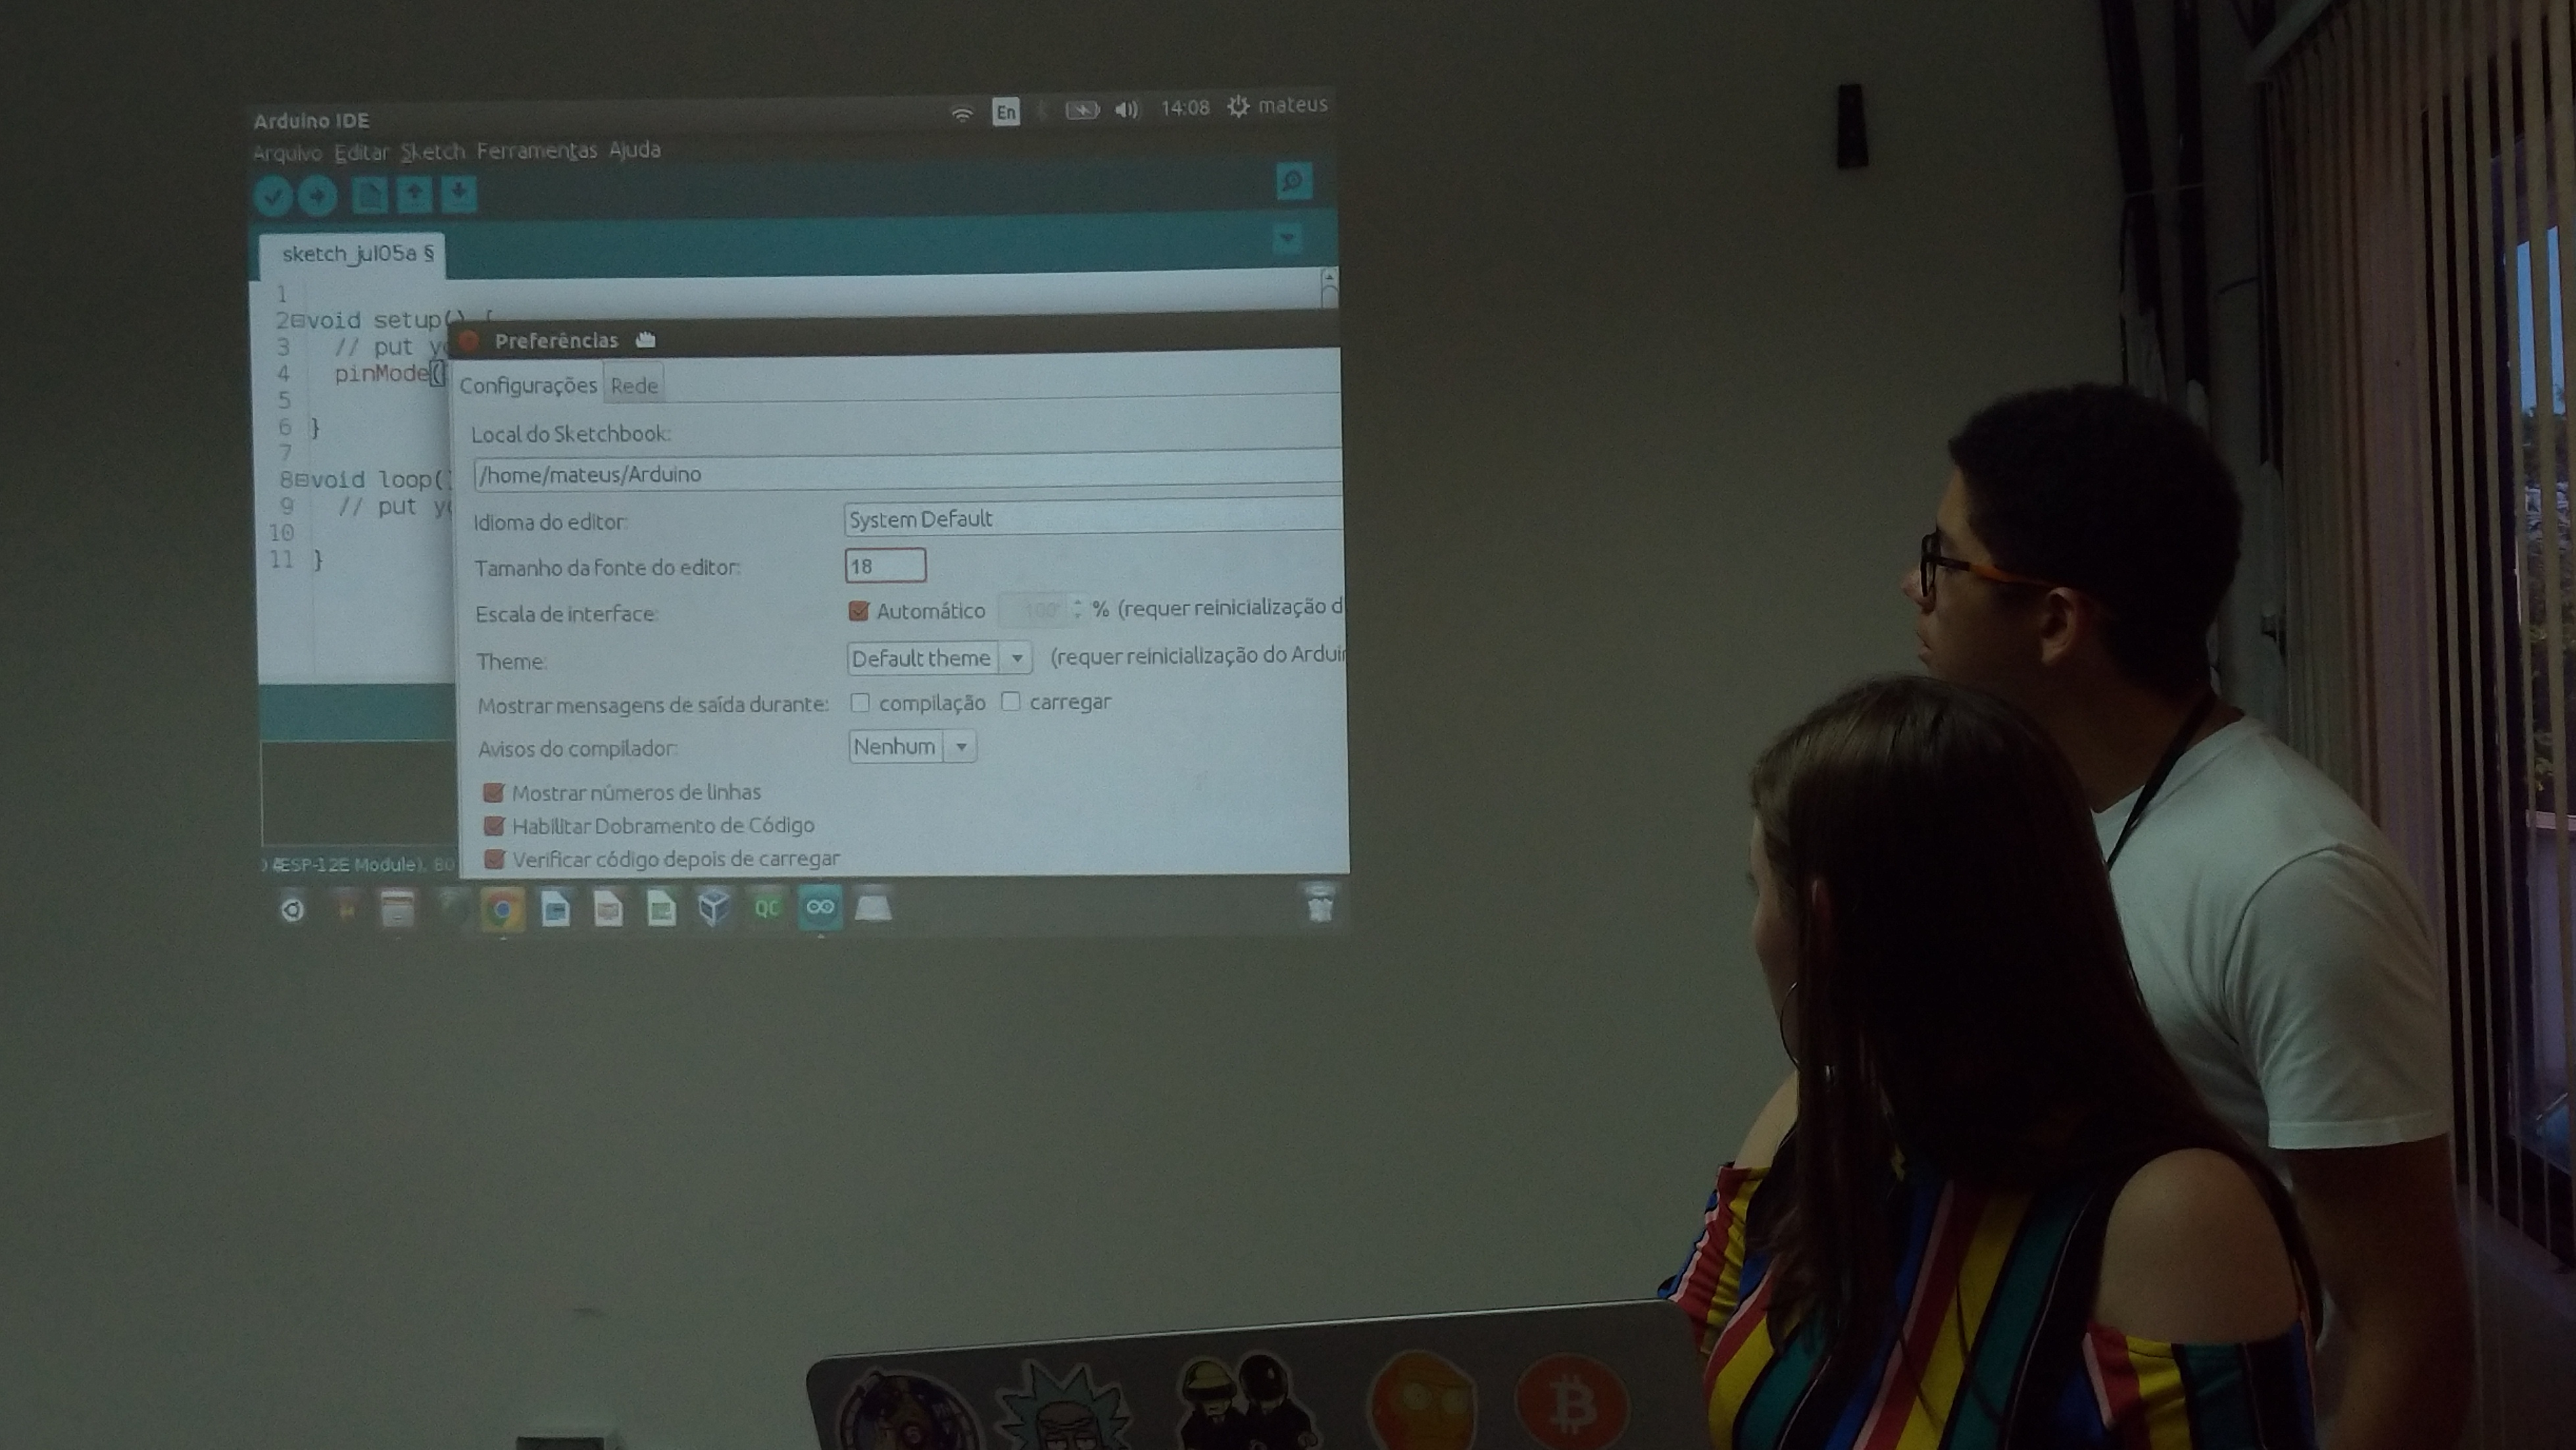 Arduino IDE
En 14:08 mateus
Arquivo Editar Sketch Ferramentas Ajuda
sketch_jul05a §
1
2 void setup() {
3 // put
4 pinMode(
5
6 }
7
8 void loop()
9 // put
10
11 }
Preferências
Configurações Rede
Local do Sketchbook:
/home/mateus/Arduino
Idioma do editor: System Default
Tamanho da fonte do editor: 18
Escala de interface: Automático 100 % (requer reinicialização d
Theme: Default theme (requer reinicialização do Ardui
Mostrar mensagens de saída durante: compilação carregar
Avisos do compilador: Nenhum
Mostrar números de linhas
Habilitar Dobramento de Código
Verificar código depois de carregar
(ESP-12E Module), 80
QC